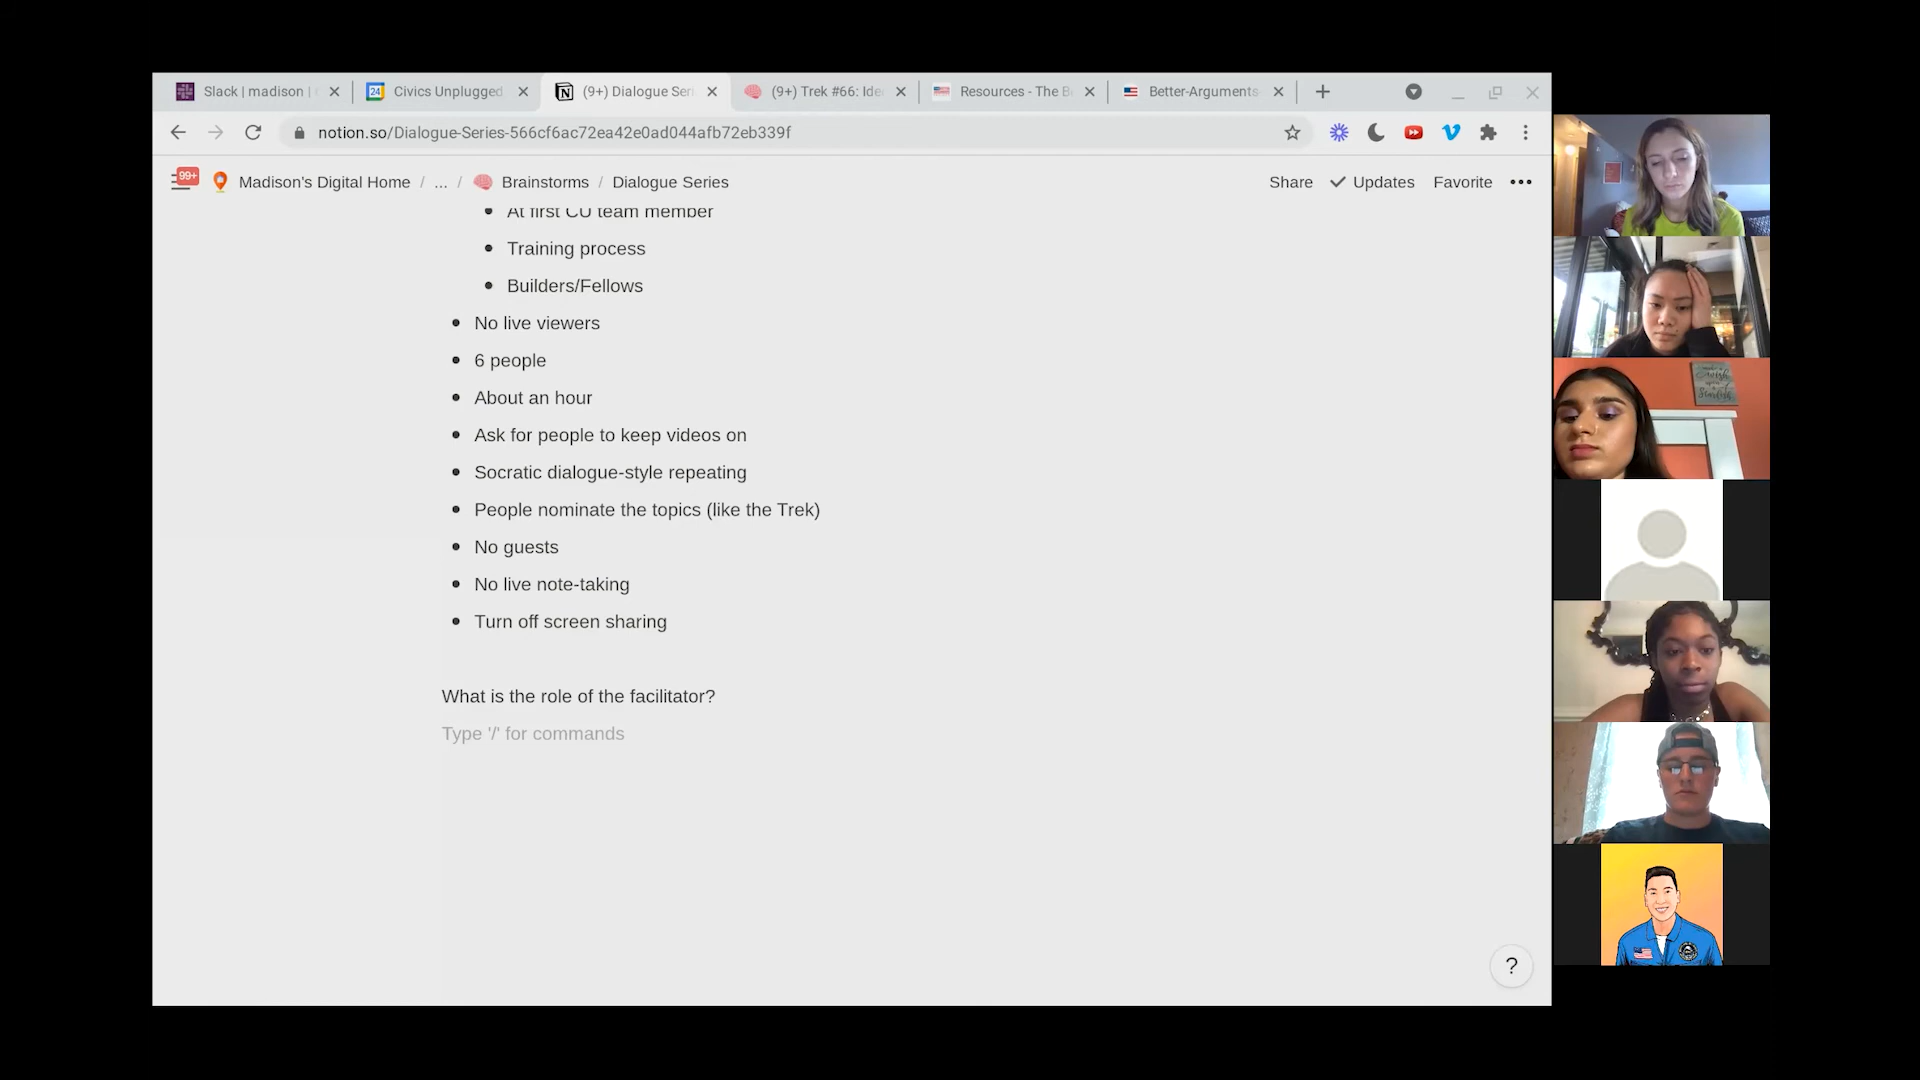 Slack | madison |
Civics Unplugged
(9+) Dialogue Seri
(9+) Trek #66: Ide
Resources - The B
Better-Arguments
notion.so/Dialogue-Series-566cf6ac72ea42e0ad044afb72eb339f
99+
Madison's Digital Home / ... / Brainstorms / Dialogue Series
Share Updates Favorite •••
At first CU team member
Training process
Builders/Fellows
No live viewers
6 people
About an hour
Ask for people to keep videos on
Socratic dialogue-style repeating
People nominate the topics (like the Trek)
No guests
No live note-taking
Turn off screen sharing
What is the role of the facilitator?
Type '/' for commands
?